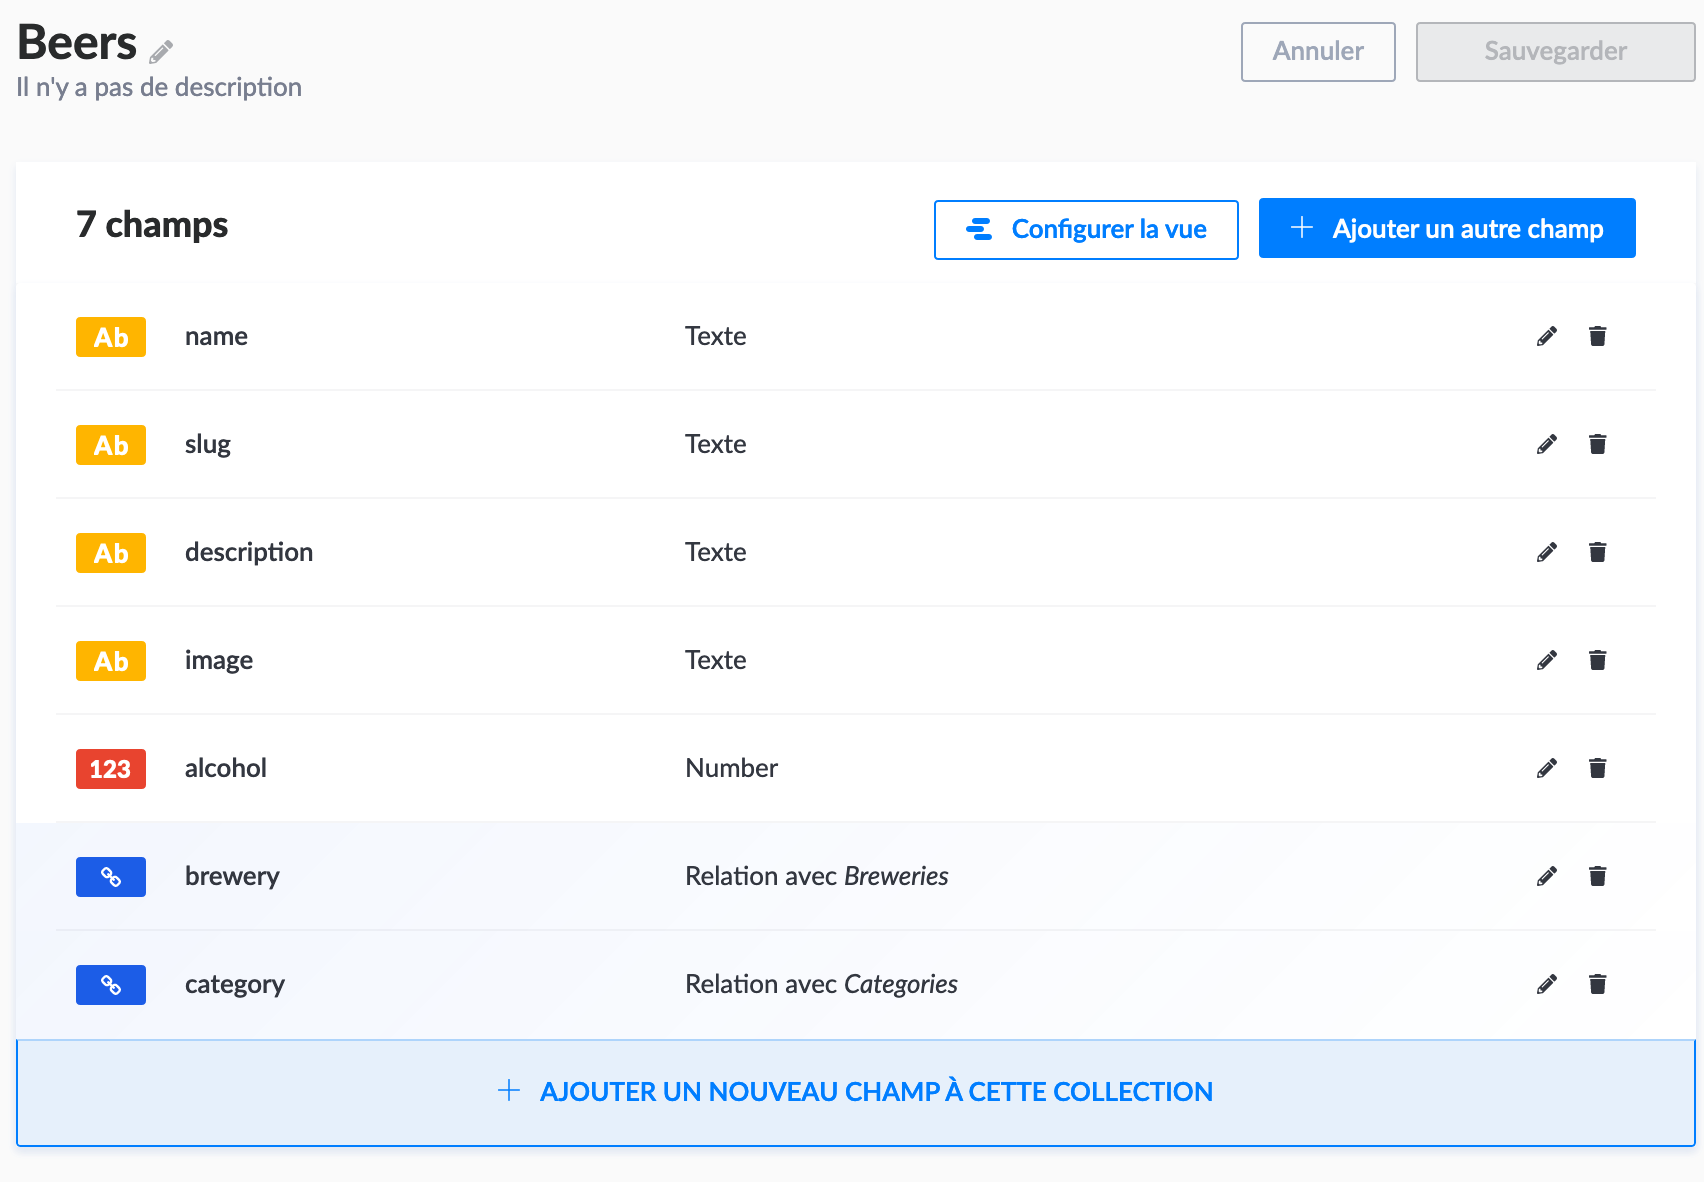 Beers
Il n'y a pas de description
Annuler
Sauvegarder
7 champs
Configurer la vue
Ajouter un autre champ
Ab name Texte
Ab slug Texte
Ab description Texte
Ab image Texte
123 alcohol Number
brewery Relation avec Breweries
category Relation avec Categories
AJOUTER UN NOUVEAU CHAMP À CETTE COLLECTION